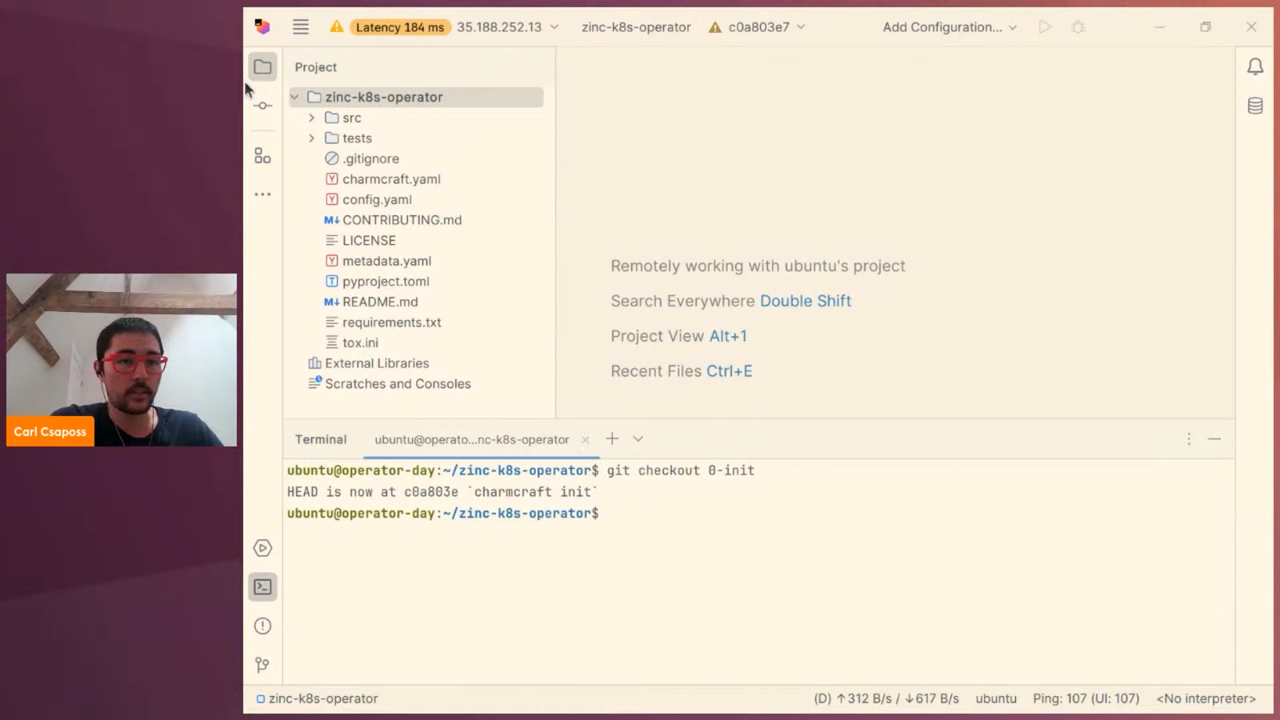 Latency 184 ms 35.188.252.13 zinc-k8s-operator c0a803e7 Add Configuration...
Project
zinc-k8s-operator
src
tests
.gitignore
charmcraft.yaml
config.yaml
CONTRIBUTING.md
LICENSE
metadata.yaml
pyproject.toml
README.md
requirements.txt
tox.ini
External Libraries
Scratches and Consoles
Remotely working with ubuntu's project
Search Everywhere Double Shift
Project View Alt+1
Recent Files Ctrl+E
Carl Csaposs
Terminal ubuntu@operato...nc-k8s-operator
ubuntu@operator-day:~/zinc-k8s-operator$ git checkout 0-init
HEAD is now at c0a803e `charmcraft init`
ubuntu@operator-day:~/zinc-k8s-operator$
zinc-k8s-operator (D) ↑312 B/s / ↓617 B/s ubuntu Ping: 107 (UI: 107) <No interpreter>